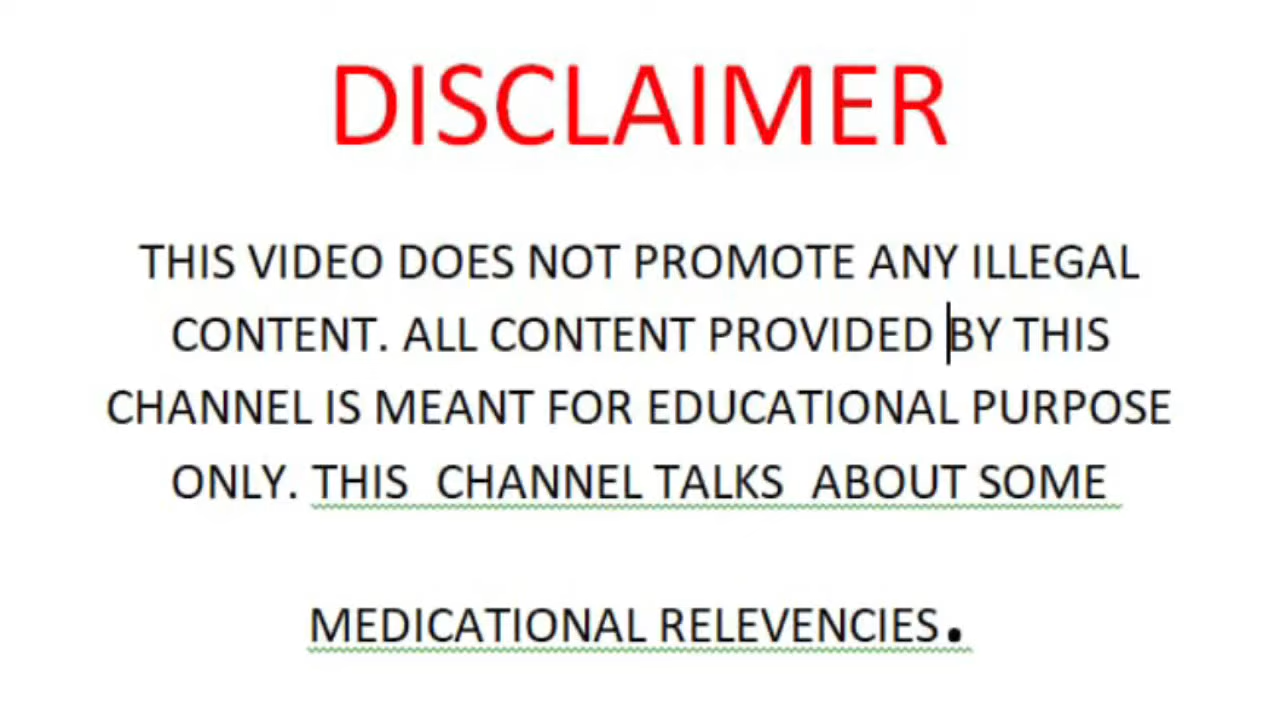 DISCLAIMER
THIS VIDEO DOES NOT PROMOTE ANY ILLEGAL
CONTENT. ALL CONTENT PROVIDED BY THIS
CHANNEL IS MEANT FOR EDUCATIONAL PURPOSE
ONLY. THIS  CHANNEL TALKS  ABOUT SOME
MEDICATIONAL RELEVENCIES.